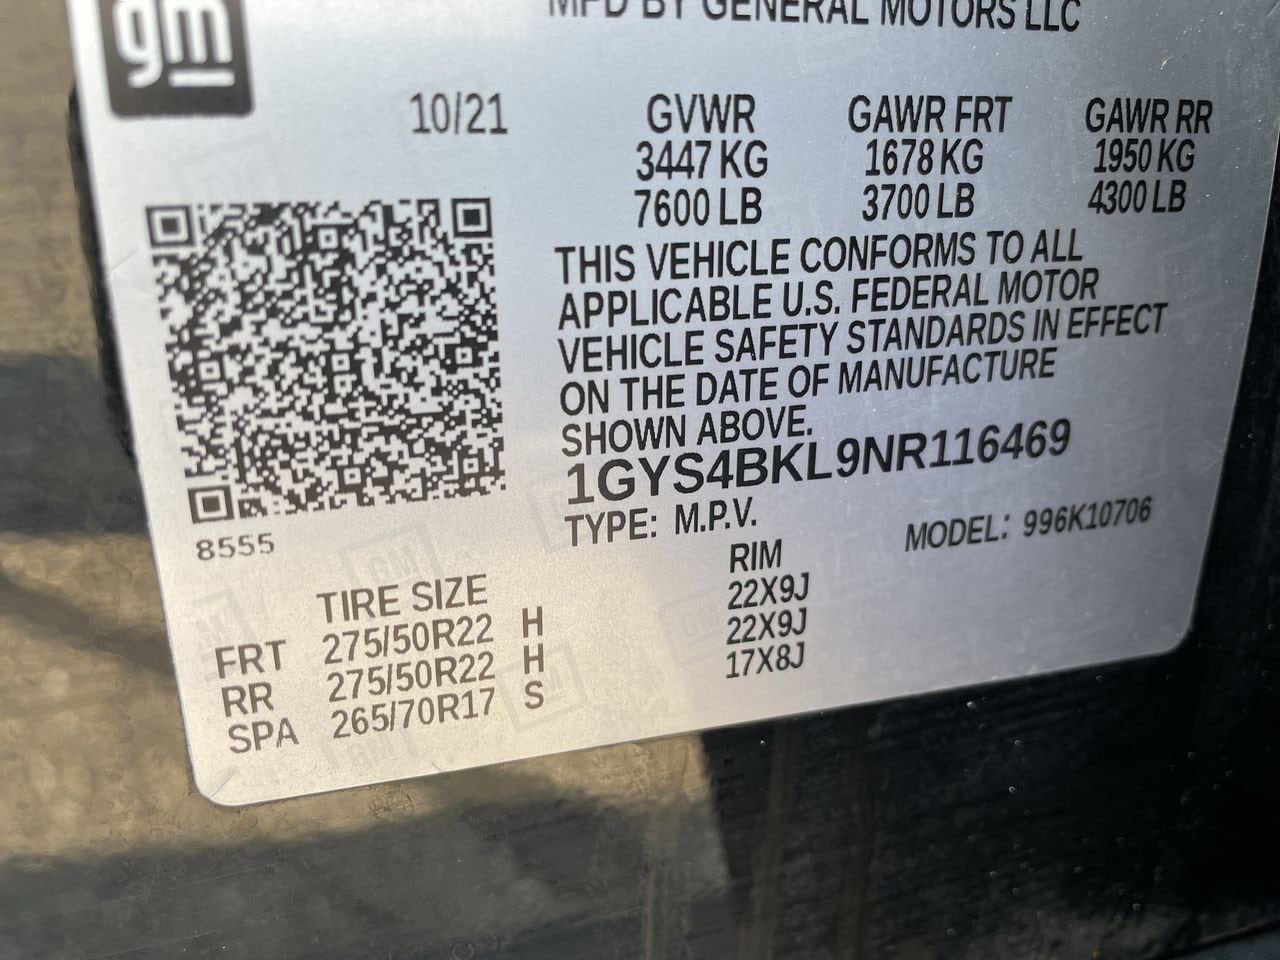 gm
MFD BY GENERAL MOTORS LLC
10/21 GVWR GAWR FRT GAWR RR
3447 KG 1678 KG 1950 KG
7600 LB 3700 LB 4300 LB
THIS VEHICLE CONFORMS TO ALL
APPLICABLE U.S. FEDERAL MOTOR
VEHICLE SAFETY STANDARDS IN EFFECT
ON THE DATE OF MANUFACTURE
SHOWN ABOVE.
1GYS4BKL9NR116469
TYPE: M.P.V. MODEL: 996K10706
8555
TIRE SIZE RIM
FRT 275/50R22 H 22X9J
RR 275/50R22 H 22X9J
SPA 265/70R17 S 17X8J